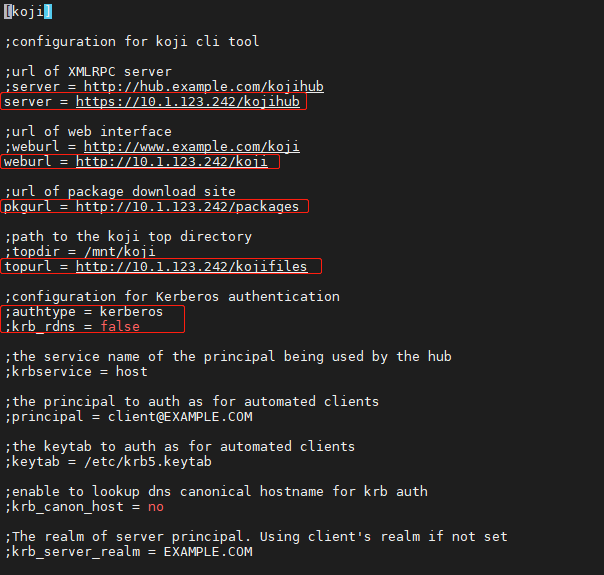 [koji]
;configuration for koji cli tool
;url of XMLRPC server
;server = http://hub.example.com/kojihub
server = https://10.1.123.242/kojihub
;url of web interface
;weburl = http://www.example.com/koji
weburl = http://10.1.123.242/koji
;url of package download site
pkgurl = http://10.1.123.242/packages
;path to the koji top directory
;topdir = /mnt/koji
topurl = http://10.1.123.242/kojifiles
;configuration for Kerberos authentication
;authtype = kerberos
;krb_rdns = false
;the service name of the principal being used by the hub
;krbservice = host
;the principal to auth as for automated clients
;principal = client@EXAMPLE.COM
;the keytab to auth as for automated clients
;keytab = /etc/krb5.keytab
;enable to lookup dns canonical hostname for krb auth
;krb_canon_host = no
;The realm of server principal. Using client's realm if not set
;krb_server_realm = EXAMPLE.COM